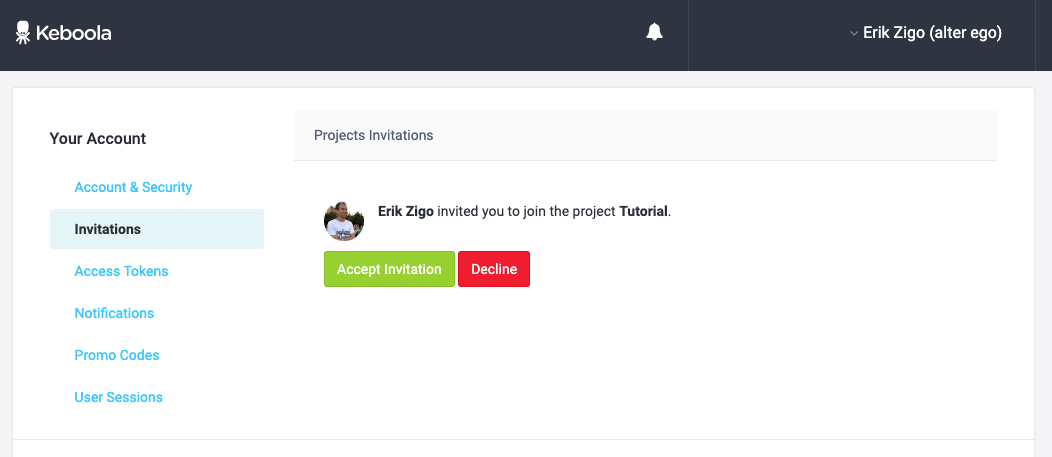 Keboola
Erik Zigo (alter ego)
Your Account
Account & Security
Invitations
Access Tokens
Notifications
Promo Codes
User Sessions
Projects Invitations
Erik Zigo invited you to join the project Tutorial.
Accept Invitation
Decline